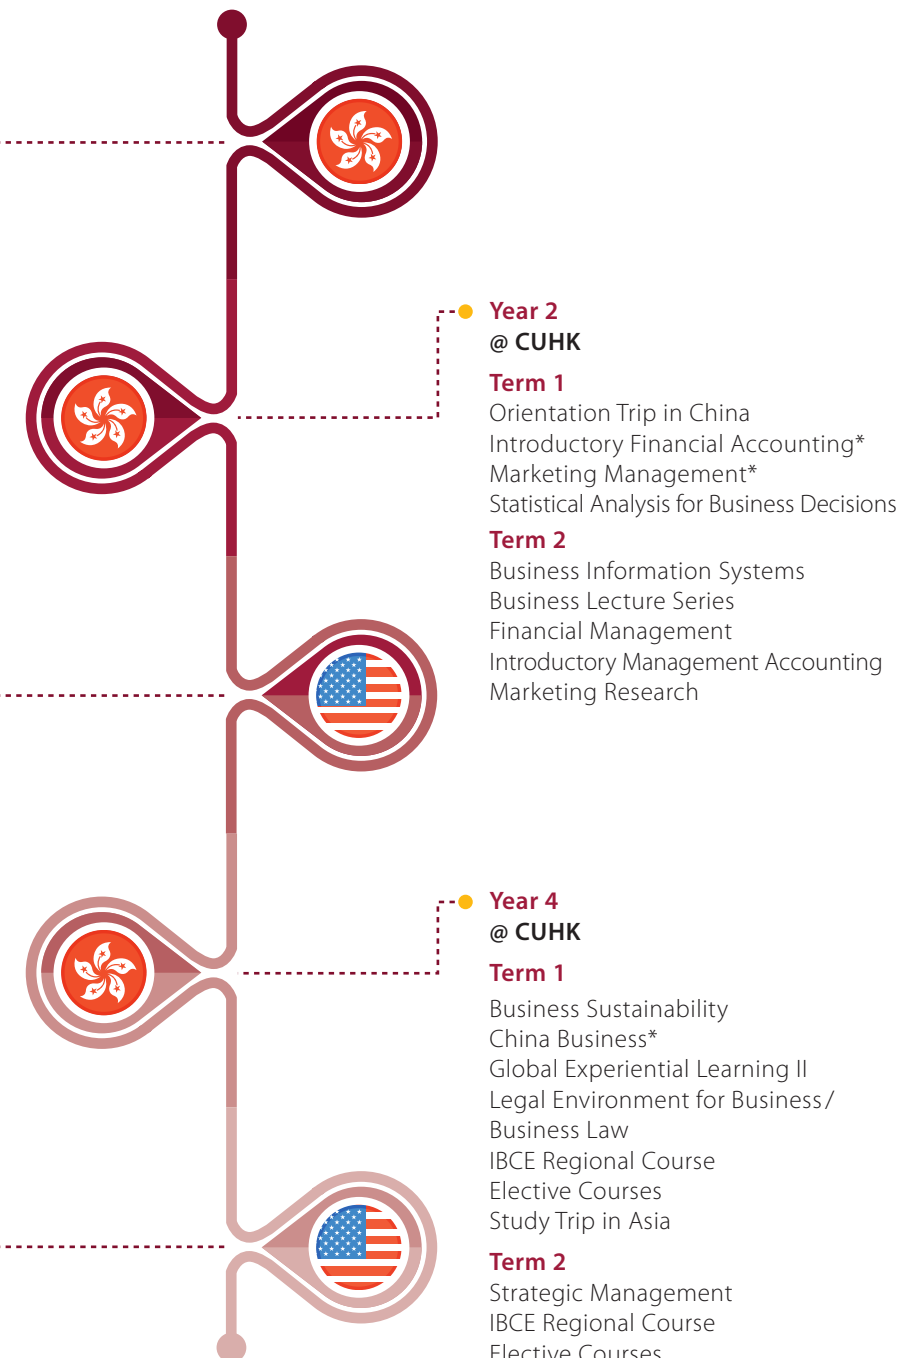 Year 2
@ CUHK
Term 1
Orientation Trip in China
Introductory Financial Accounting*
Marketing Management*
Statistical Analysis for Business Decisions
Term 2
Business Information Systems
Business Lecture Series
Financial Management
Introductory Management Accounting
Marketing Research
Year 4
@ CUHK
Term 1
Business Sustainability
China Business*
Global Experiential Learning II
Legal Environment for Business/
Business Law
IBCE Regional Course
Elective Courses
Study Trip in Asia
Term 2
Strategic Management
IBCE Regional Course
Elective Courses